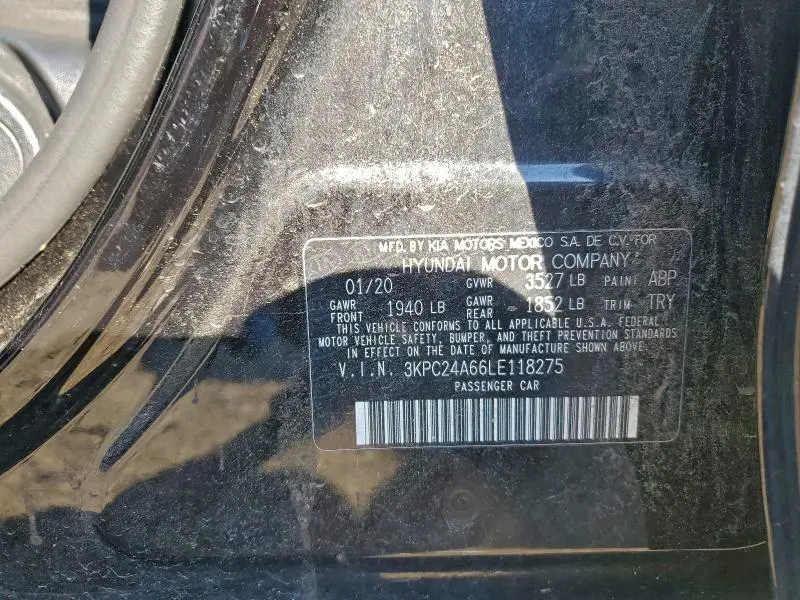 MFD. BY KIA MOTORS MEXICO S.A. DE C.V. FOR
HYUNDAI MOTOR COMPANY
01/20 GVWR 3527 LB PAINT ABP
GAWR FRONT 1940 LB GAWR REAR 1852 LB TRIM TRY
THIS VEHICLE CONFORMS TO ALL APPLICABLE U.S.A. FEDERAL
MOTOR VEHICLE SAFETY, BUMPER, AND THEFT PREVENTION STANDARDS
IN EFFECT ON THE DATE OF MANUFACTURE SHOWN ABOVE.
V.I.N. 3KPC24A66LE118275
PASSENGER CAR